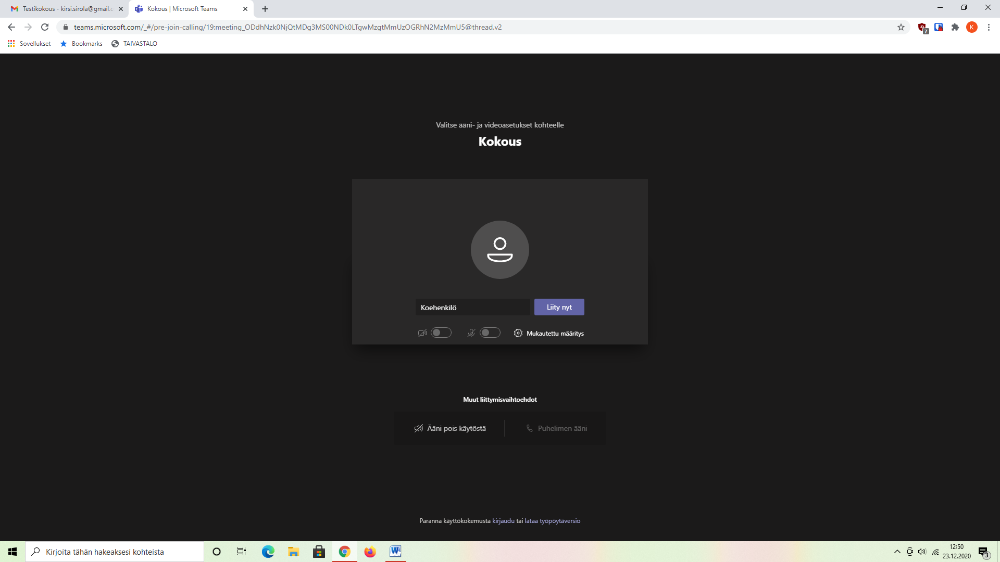 Testikokous - kirsi.sirola@gmail.c
Kokous | Microsoft Teams
teams.microsoft.com/_#/pre-join-calling/19:meeting_ODdhNzk0NjQtMDg3MS00NDk0LTgwMzgtMmUzOGRhN2MzMmU5@thread.v2
7
K
Sovellukset
Bookmarks
TAIVASTALO
Valitse ääni- ja videoasetukset kohteelle
Kokous
Koehenkilö
Liity nyt
Mukautettu määritys
Muut liittymisvaihtoehdot
Ääni pois käytöstä
Puhelimen ääni
Paranna käyttökokemusta kirjaudu tai lataa työpöytäversio
Kirjoita tähän hakeaksesi kohteista
W
12:50
23.12.2020
3